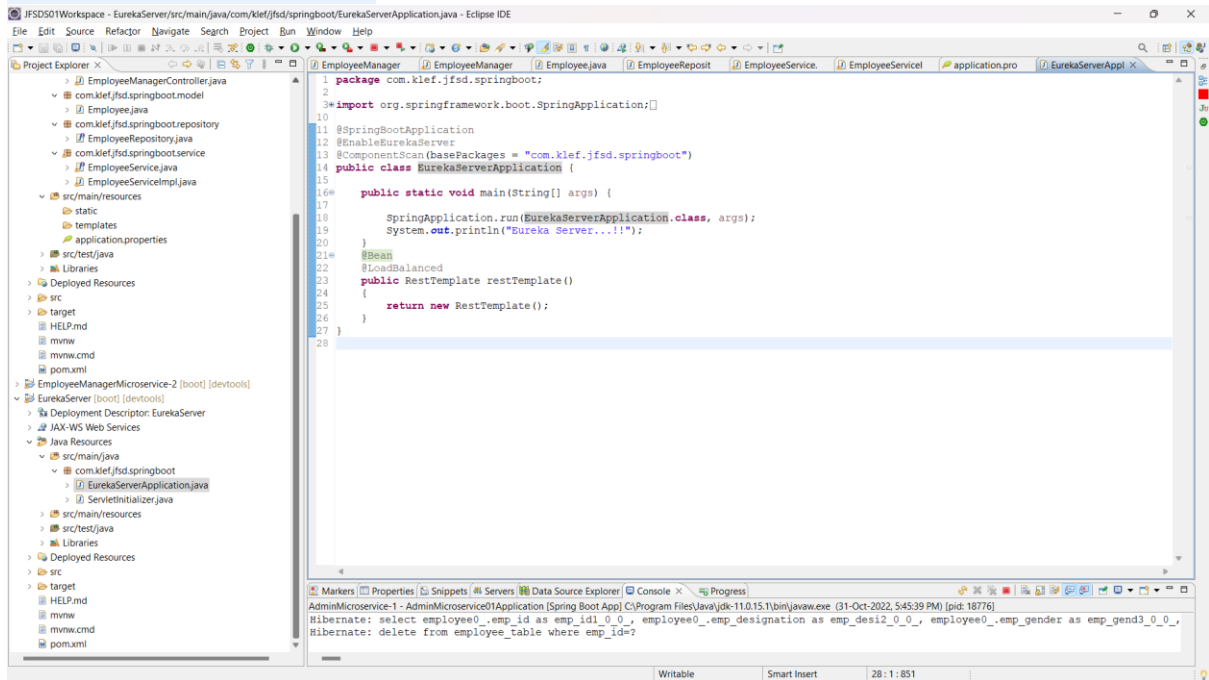 JFSDS01Workspace - EurekaServer/src/main/java/com/klef/jfsd/springboot/EurekaServerApplication.java - Eclipse IDE
File Edit Source Refactor Navigate Search Project Run Window Help
Project Explorer
EmployeeManagerController.java
com.klef.jfsd.springboot.model
Employee.java
com.klef.jfsd.springboot.repository
EmployeeRepository.java
com.klef.jfsd.springboot.service
EmployeeService.java
EmployeeServiceImpl.java
src/main/resources
static
templates
application.properties
src/test/java
Libraries
Deployed Resources
src
target
HELP.md
mvnw
mvnw.cmd
pom.xml
EmployeeManagerMicroservice-2 [boot] [devtools]
EurekaServer [boot] [devtools]
Deployment Descriptor: EurekaServer
JAX-WS Web Services
Java Resources
src/main/java
com.klef.jfsd.springboot
EurekaServerApplication.java
ServletInitializer.java
src/main/resources
src/test/java
Libraries
Deployed Resources
src
target
HELP.md
mvnw
mvnw.cmd
pom.xml
EmployeeManager EmployeeManager Employee.java EmployeeReposit EmployeeService. EmployeeServiceI application.pro EurekaServerAppl
1 package com.klef.jfsd.springboot;
2
3 import org.springframework.boot.SpringApplication;
10
11 @SpringBootApplication
12 @EnableEurekaServer
13 @ComponentScan(basePackages = "com.klef.jfsd.springboot")
14 public class EurekaServerApplication {
15
16 public static void main(String[] args) {
17
18 SpringApplication.run(EurekaServerApplication.class, args);
19 System.out.println("Eureka Server...!!");
20 }
21 @Bean
22 @LoadBalanced
23 public RestTemplate restTemplate()
24 {
25 return new RestTemplate();
26 }
27 }
28
Markers Properties Snippets Servers Data Source Explorer Console Progress
AdminMicroservice-1 - AdminMicroservice01Application [Spring Boot App] C:\Program Files\Java\jdk-11.0.15.1\bin\javaw.exe (31-Oct-2022, 5:45:39 PM) [pid: 18776]
Hibernate: select employee0_.emp_id as emp_id1_0_0_, employee0_.emp_designation as emp_desi2_0_0_, employee0_.emp_gender as emp_gend3_0_0_,
Hibernate: delete from employee_table where emp_id=?
Writable Smart Insert 28 : 1 : 851